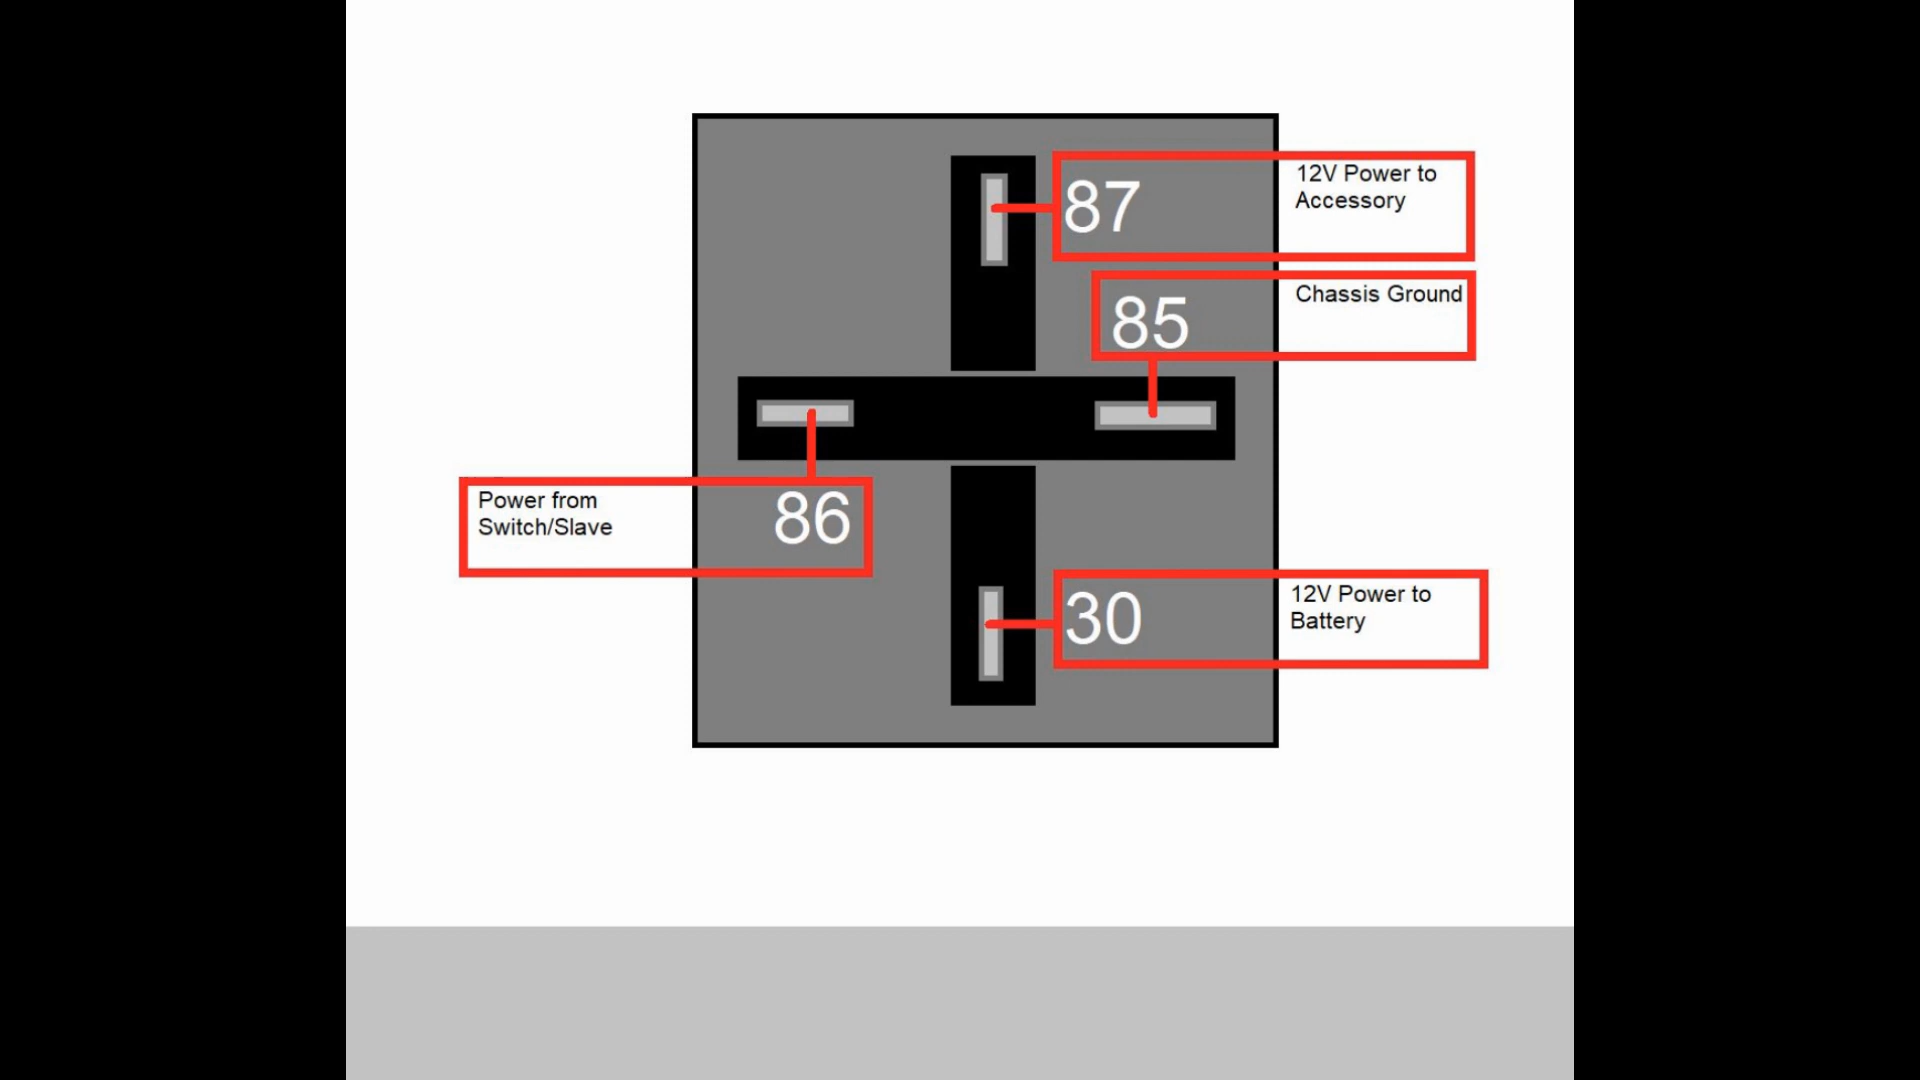 87
12V Power to
Accessory
85
Chassis Ground
Power from
Switch/Slave
86
30
12V Power to
Battery